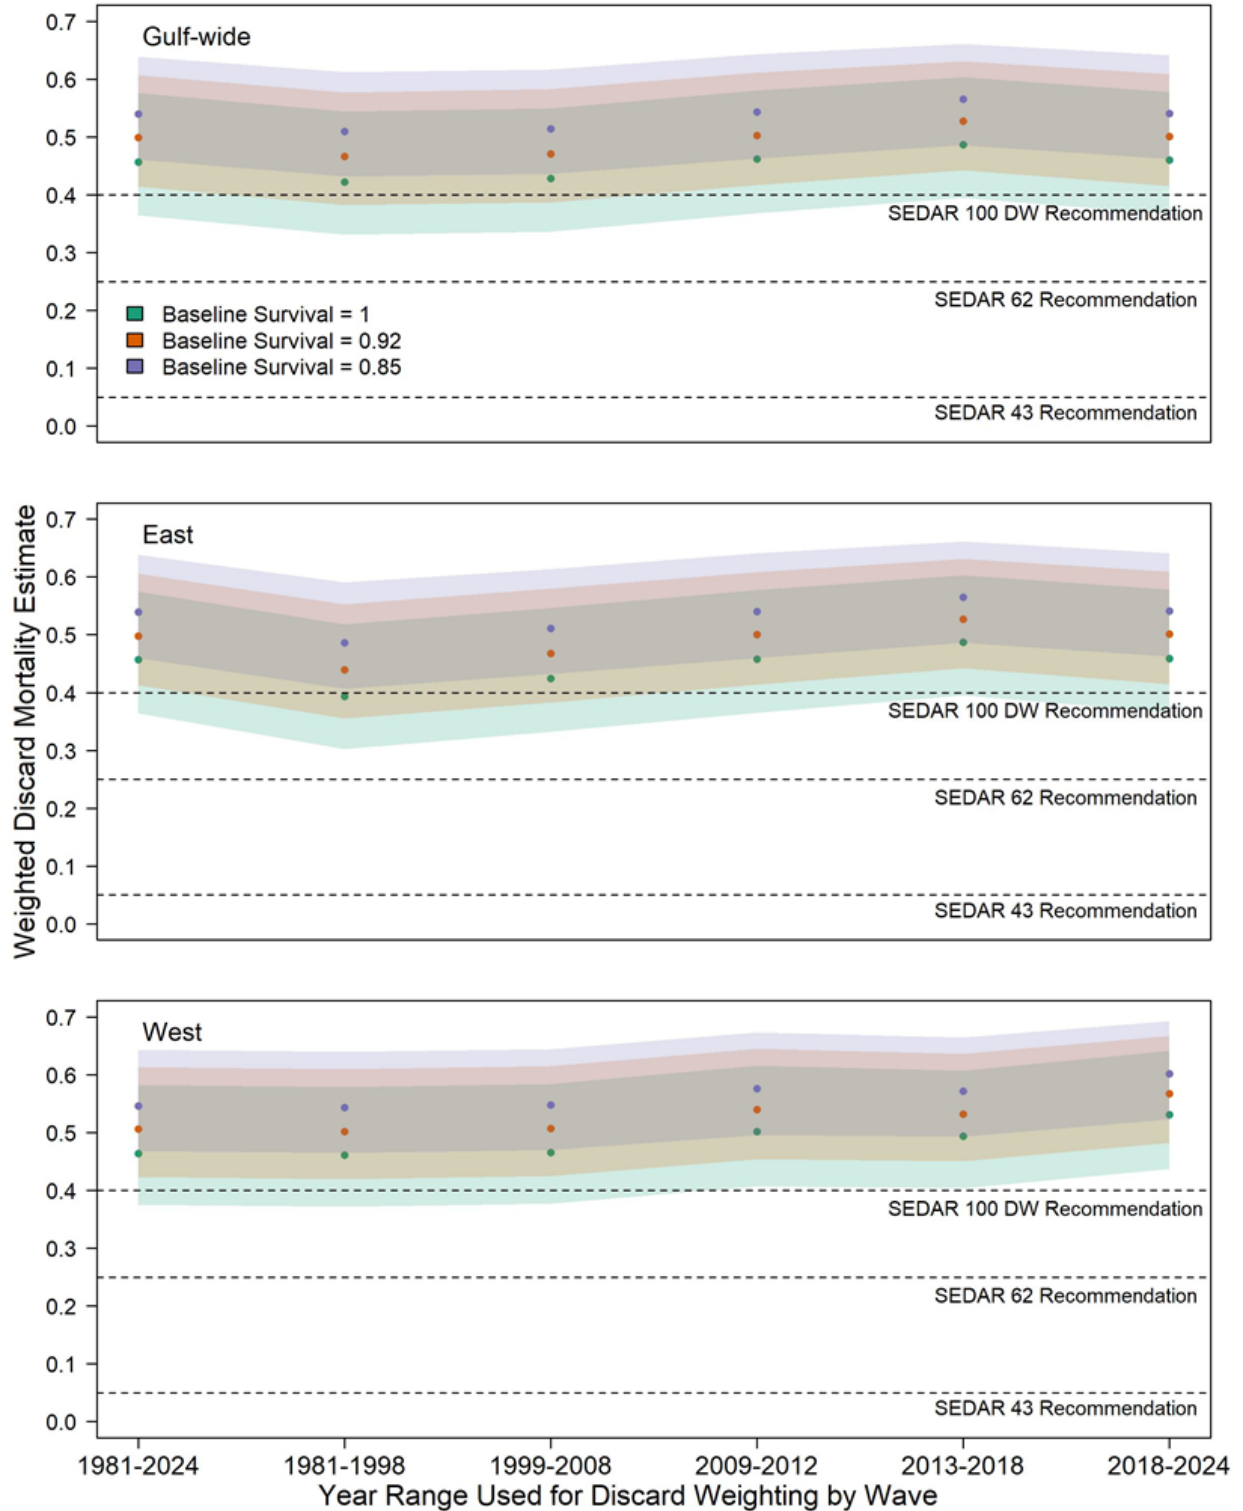 Weighted Discard Mortality Estimate
Gulf-wide
0.7
0.6
0.5
0.4
0.3
0.2
0.1
0.0
SEDAR 100 DW Recommendation
SEDAR 62 Recommendation
Baseline Survival = 1
Baseline Survival = 0.92
Baseline Survival = 0.85
SEDAR 43 Recommendation
East
0.7
0.6
0.5
0.4
0.3
0.2
0.1
0.0
SEDAR 100 DW Recommendation
SEDAR 62 Recommendation
SEDAR 43 Recommendation
West
0.7
0.6
0.5
0.4
0.3
0.2
0.1
0.0
SEDAR 100 DW Recommendation
SEDAR 62 Recommendation
SEDAR 43 Recommendation
1981-2024 1981-1998 1999-2008 2009-2012 2013-2018 2018-2024
Year Range Used for Discard Weighting by Wave